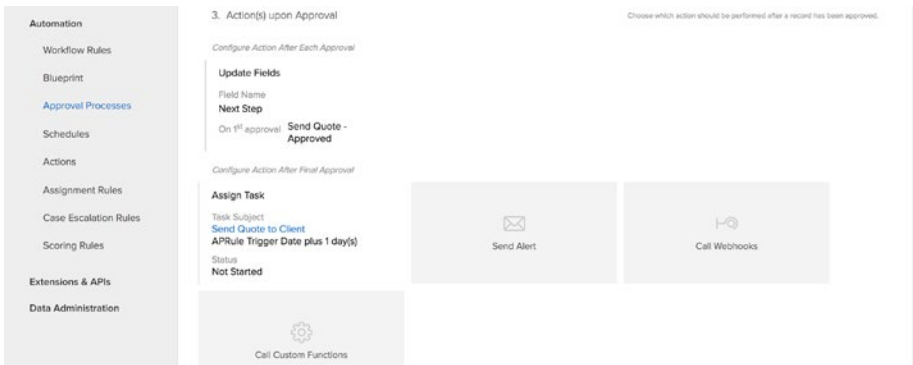 Automation
Workflow Rules
Blueprint
Approval Processes
Schedules
Actions
Assignment Rules
Case Escalation Rules
Scoring Rules
Extensions & APIs
Data Administration
3. Action(s) upon Approval
Choose which action should be performed after a record has been approved.
Configure Action After Each Approval
Update Fields
Field Name
Next Step
On 1st approval Send Quote -
Approved
Configure Action After Final Approval
Assign Task
Task Subject
Send Quote to Client
APRule Trigger Date plus 1 day(s)
Status
Not Started
Send Alert
Call Webhooks
Call Custom Functions